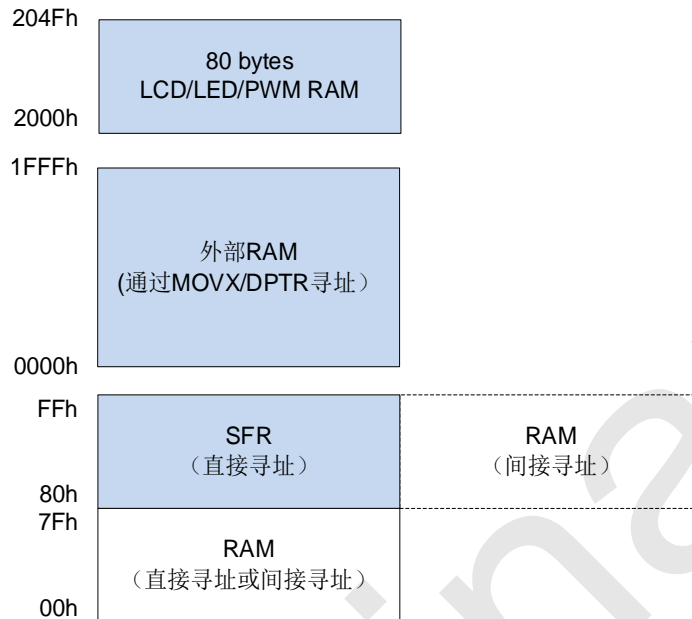 204Fh
80 bytes
LCD/LED/PWM RAM
2000h
1FFFh
外部RAM
(通过MOVX/DPTR寻址）
0000h
FFh
SFR
（直接寻址）
RAM
（间接寻址）
80h
7Fh
RAM
（直接寻址或间接寻址）
00h